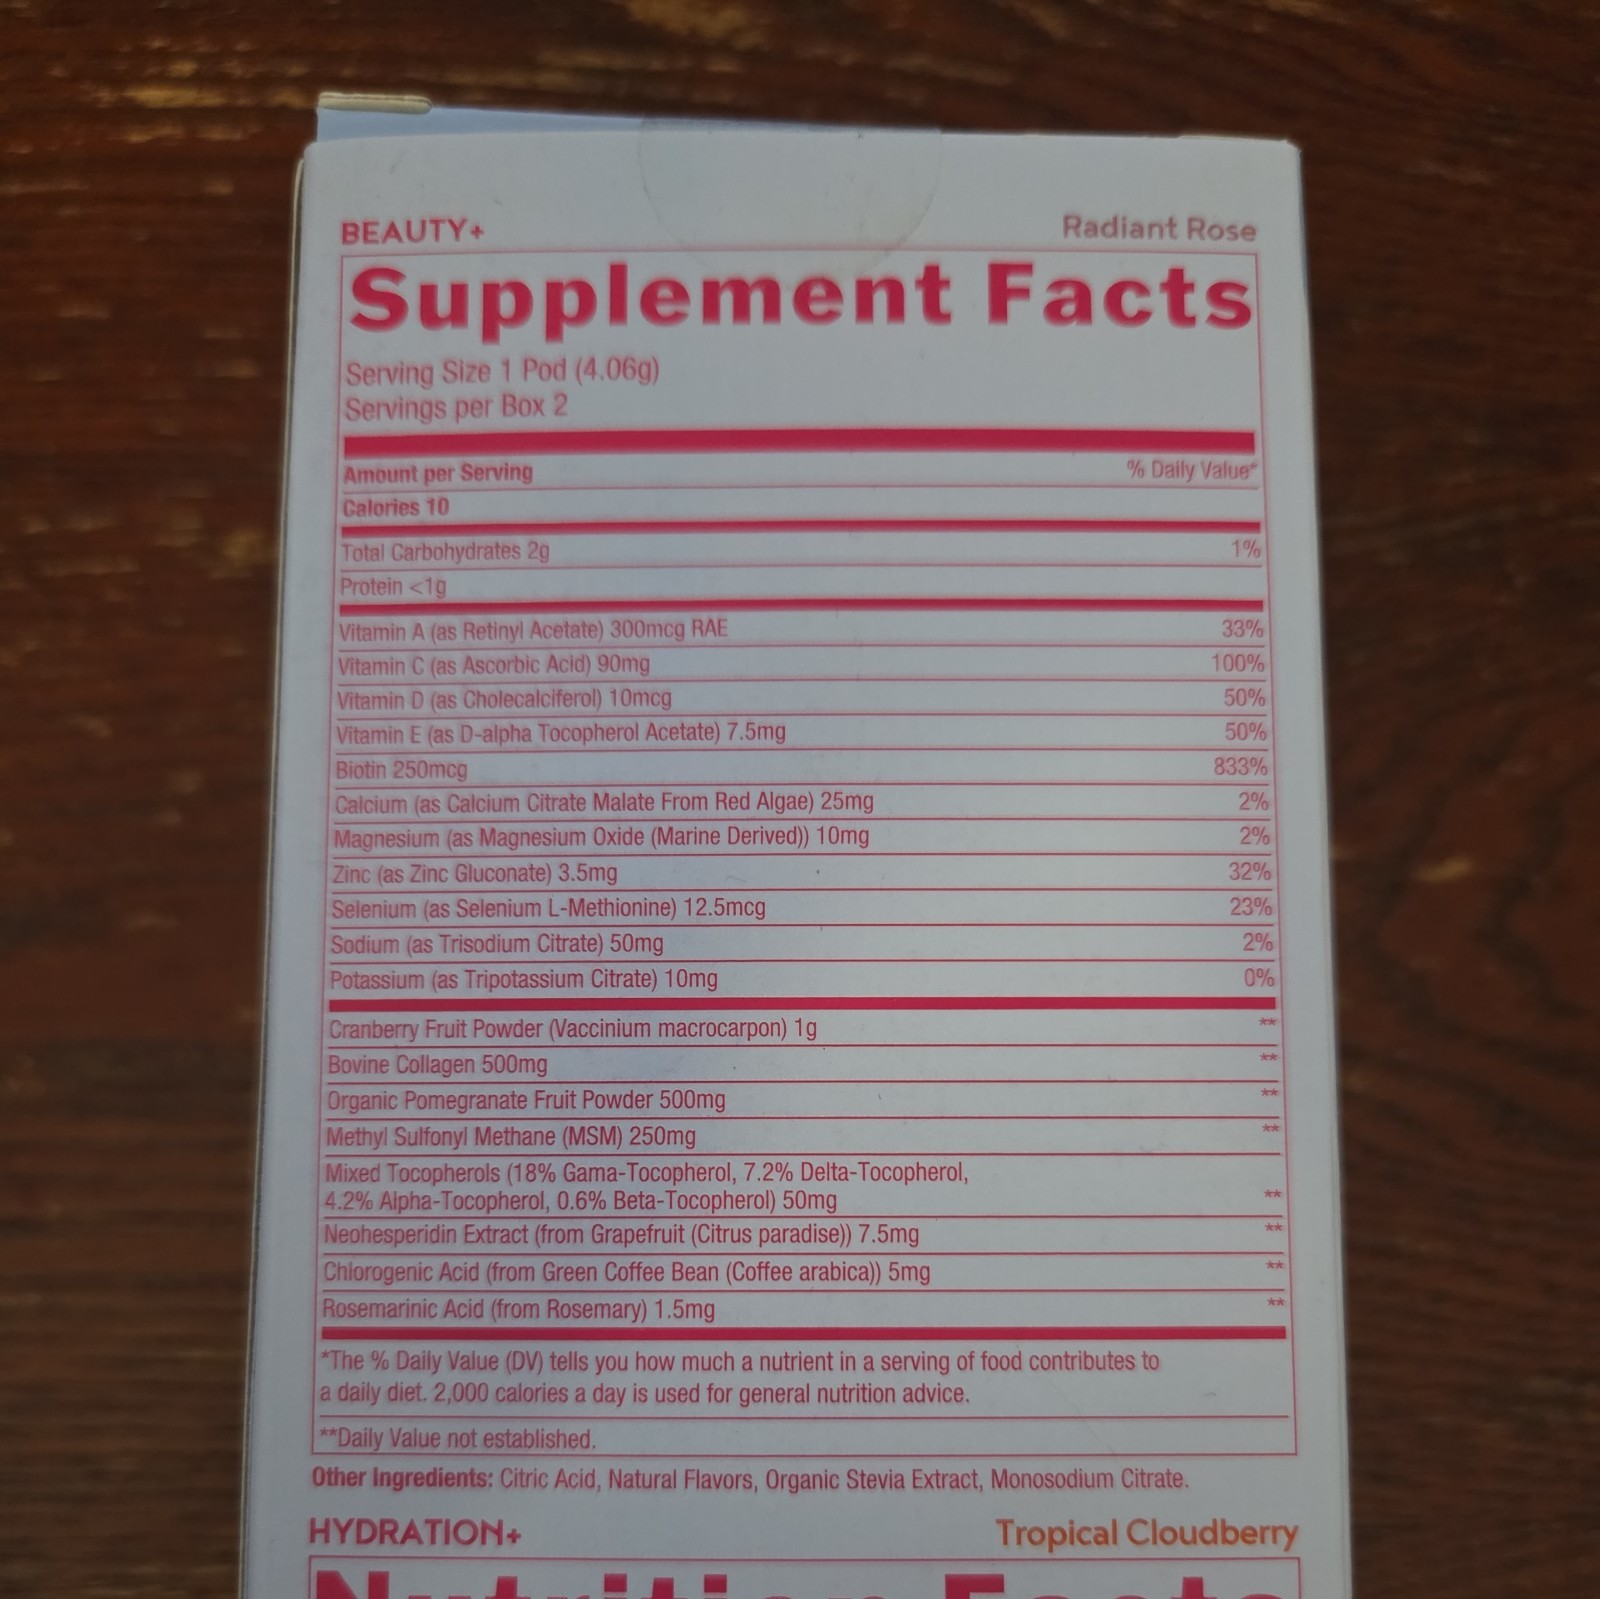 BEAUTY+ Radiant Rose
Supplement Facts
Serving Size 1 Pod (4.06g)
Servings per Box 2
Amount per Serving % Daily Value*
Calories 10
Total Carbohydrates 2g 1%
Protein <1g
Vitamin A (as Retinyl Acetate) 300mcg RAE 33%
Vitamin C (as Ascorbic Acid) 90mg 100%
Vitamin D (as Cholecalciferol) 10mcg 50%
Vitamin E (as D-alpha Tocopherol Acetate) 7.5mg 50%
Biotin 250mcg 833%
Calcium (as Calcium Citrate Malate From Red Algae) 25mg 2%
Magnesium (as Magnesium Oxide (Marine Derived)) 10mg 2%
Zinc (as Zinc Gluconate) 3.5mg 32%
Selenium (as Selenium L-Methionine) 12.5mcg 23%
Sodium (as Trisodium Citrate) 50mg 2%
Potassium (as Tripotassium Citrate) 10mg 0%
Cranberry Fruit Powder (Vaccinium macrocarpon) 1g **
Bovine Collagen 500mg **
Organic Pomegranate Fruit Powder 500mg **
Methyl Sulfonyl Methane (MSM) 250mg **
Mixed Tocopherols (18% Gama-Tocopherol, 7.2% Delta-Tocopherol,
4.2% Alpha-Tocopherol, 0.6% Beta-Tocopherol) 50mg **
Neohesperidin Extract (from Grapefruit (Citrus paradise)) 7.5mg **
Chlorogenic Acid (from Green Coffee Bean (Coffee arabica)) 5mg **
Rosemarinic Acid (from Rosemary) 1.5mg **
*The % Daily Value (DV) tells you how much a nutrient in a serving of food contributes to
a daily diet. 2,000 calories a day is used for general nutrition advice.
**Daily Value not established.
Other Ingredients: Citric Acid, Natural Flavors, Organic Stevia Extract, Monosodium Citrate.
HYDRATION+ Tropical Cloudberry
Nutrition Facts